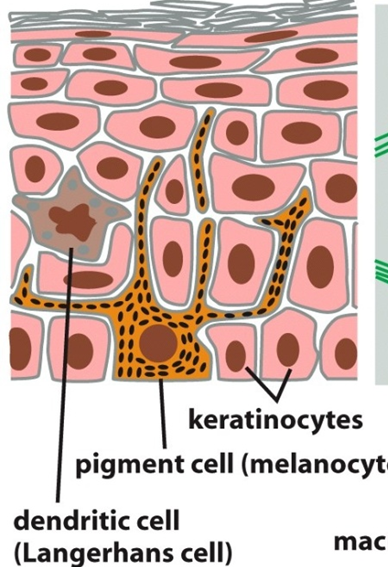 keratinocytes
pigment cell (melanocyte
dendritic cell
(Langerhans cell)
mac